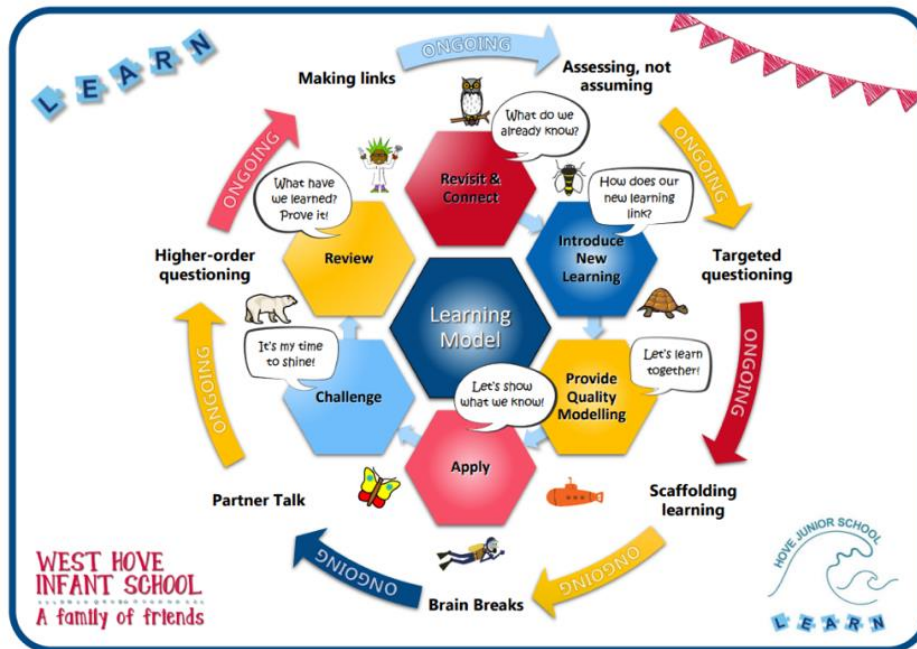 LEARN
Making links
ONGOING
Assessing, not
assuming
ONGOING
Targeted
questioning
ONGOING
Scaffolding
learning
ONGOING
Brain Breaks
ONGOING
Partner Talk
ONGOING
Higher-order
questioning
ONGOING
What do we
already know?
Revisit &
Connect
How does our
new learning
link?
Introduce
New
Learning
Let's learn
together!
Provide
Quality
Modelling
Let's show
what we know!
Apply
It's my time
to shine!
Challenge
What have
we learned?
Prove it!
Review
Learning
Model
WEST HOVE
INFANT SCHOOL
A family of friends
HOVE JUNIOR SCHOOL
LEARN